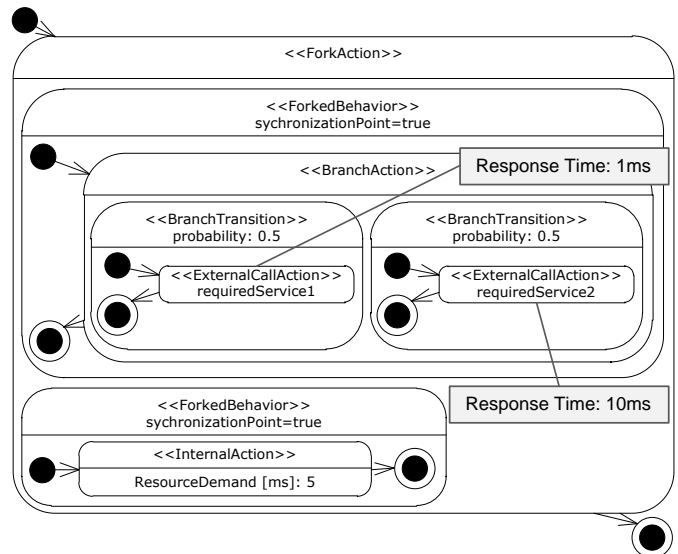 <<ForkAction>>
<<ForkedBehavior>>
sychronizationPoint=true
<<BranchAction>>
Response Time: 1ms
<<BranchTransition>>
probability: 0.5
<<ExternalCallAction>>
requiredService1
<<BranchTransition>>
probability: 0.5
<<ExternalCallAction>>
requiredService2
Response Time: 10ms
<<ForkedBehavior>>
sychronizationPoint=true
<<InternalAction>>
ResourceDemand [ms]: 5